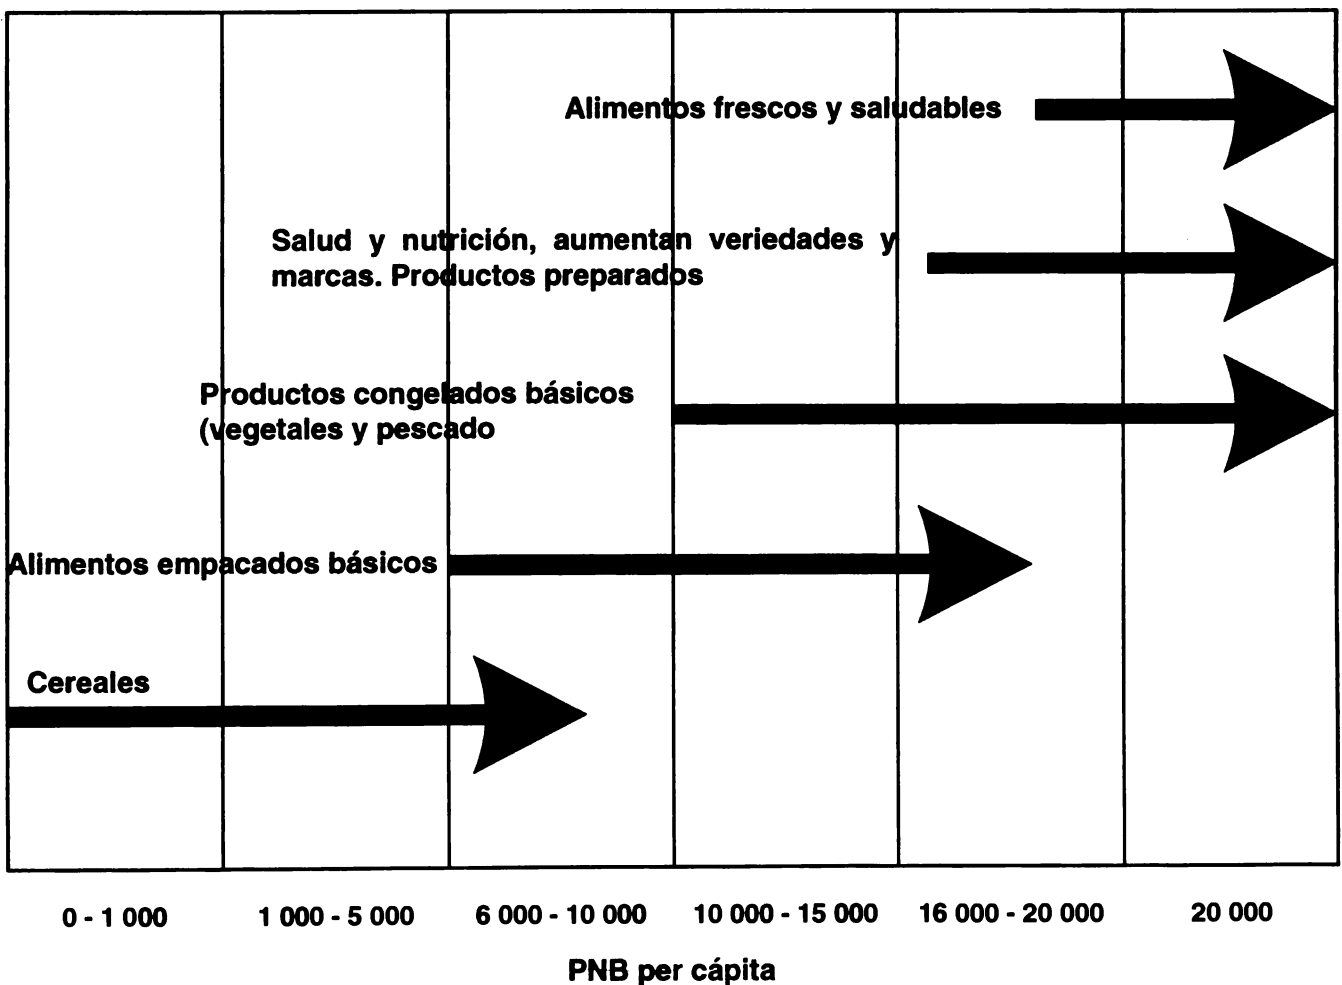 Alimentos frescos y saludables
Salud y nutrición, aumentan veriedades y
marcas. Productos preparados
Productos congelados básicos
(vegetales y pescado
Alimentos empacados básicos
Cereales
0 - 1 000
1 000 - 5 000
6 000 - 10 000
10 000 - 15 000
16 000 - 20 000
20 000
PNB per cápita